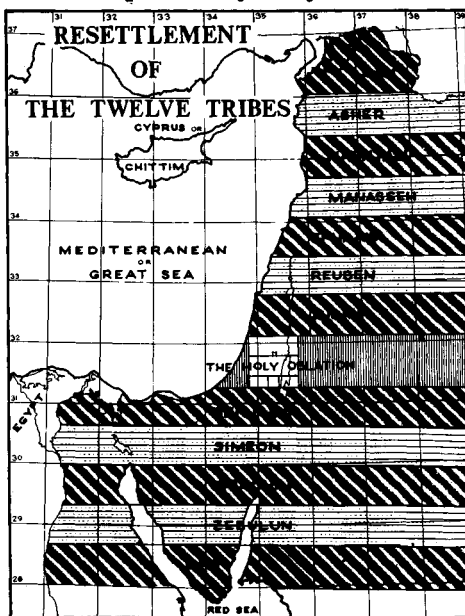 31 32 33 34 35 36 37 38 39
37
RESETTLEMENT
OF
THE TWELVE TRIBES
36
ASHER
CYPRUS OR
CHITTIM
35
MANASSEH
34
MEDITERRANEAN
OR
GREAT SEA
REUBEN
33
32
THE HOLY OBLATION
EGYPT
31
SIMEON
30
ZEBULUN
29
28
RED SEA